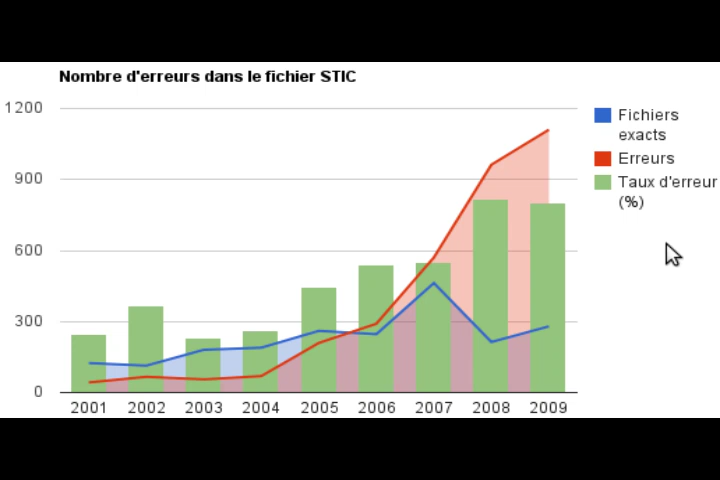 Nombre d'erreurs dans le fichier STIC
1200
900
600
300
0
2001 2002 2003 2004 2005 2006 2007 2008 2009
Fichiers
exacts
Erreurs
Taux d'erreur
(%)